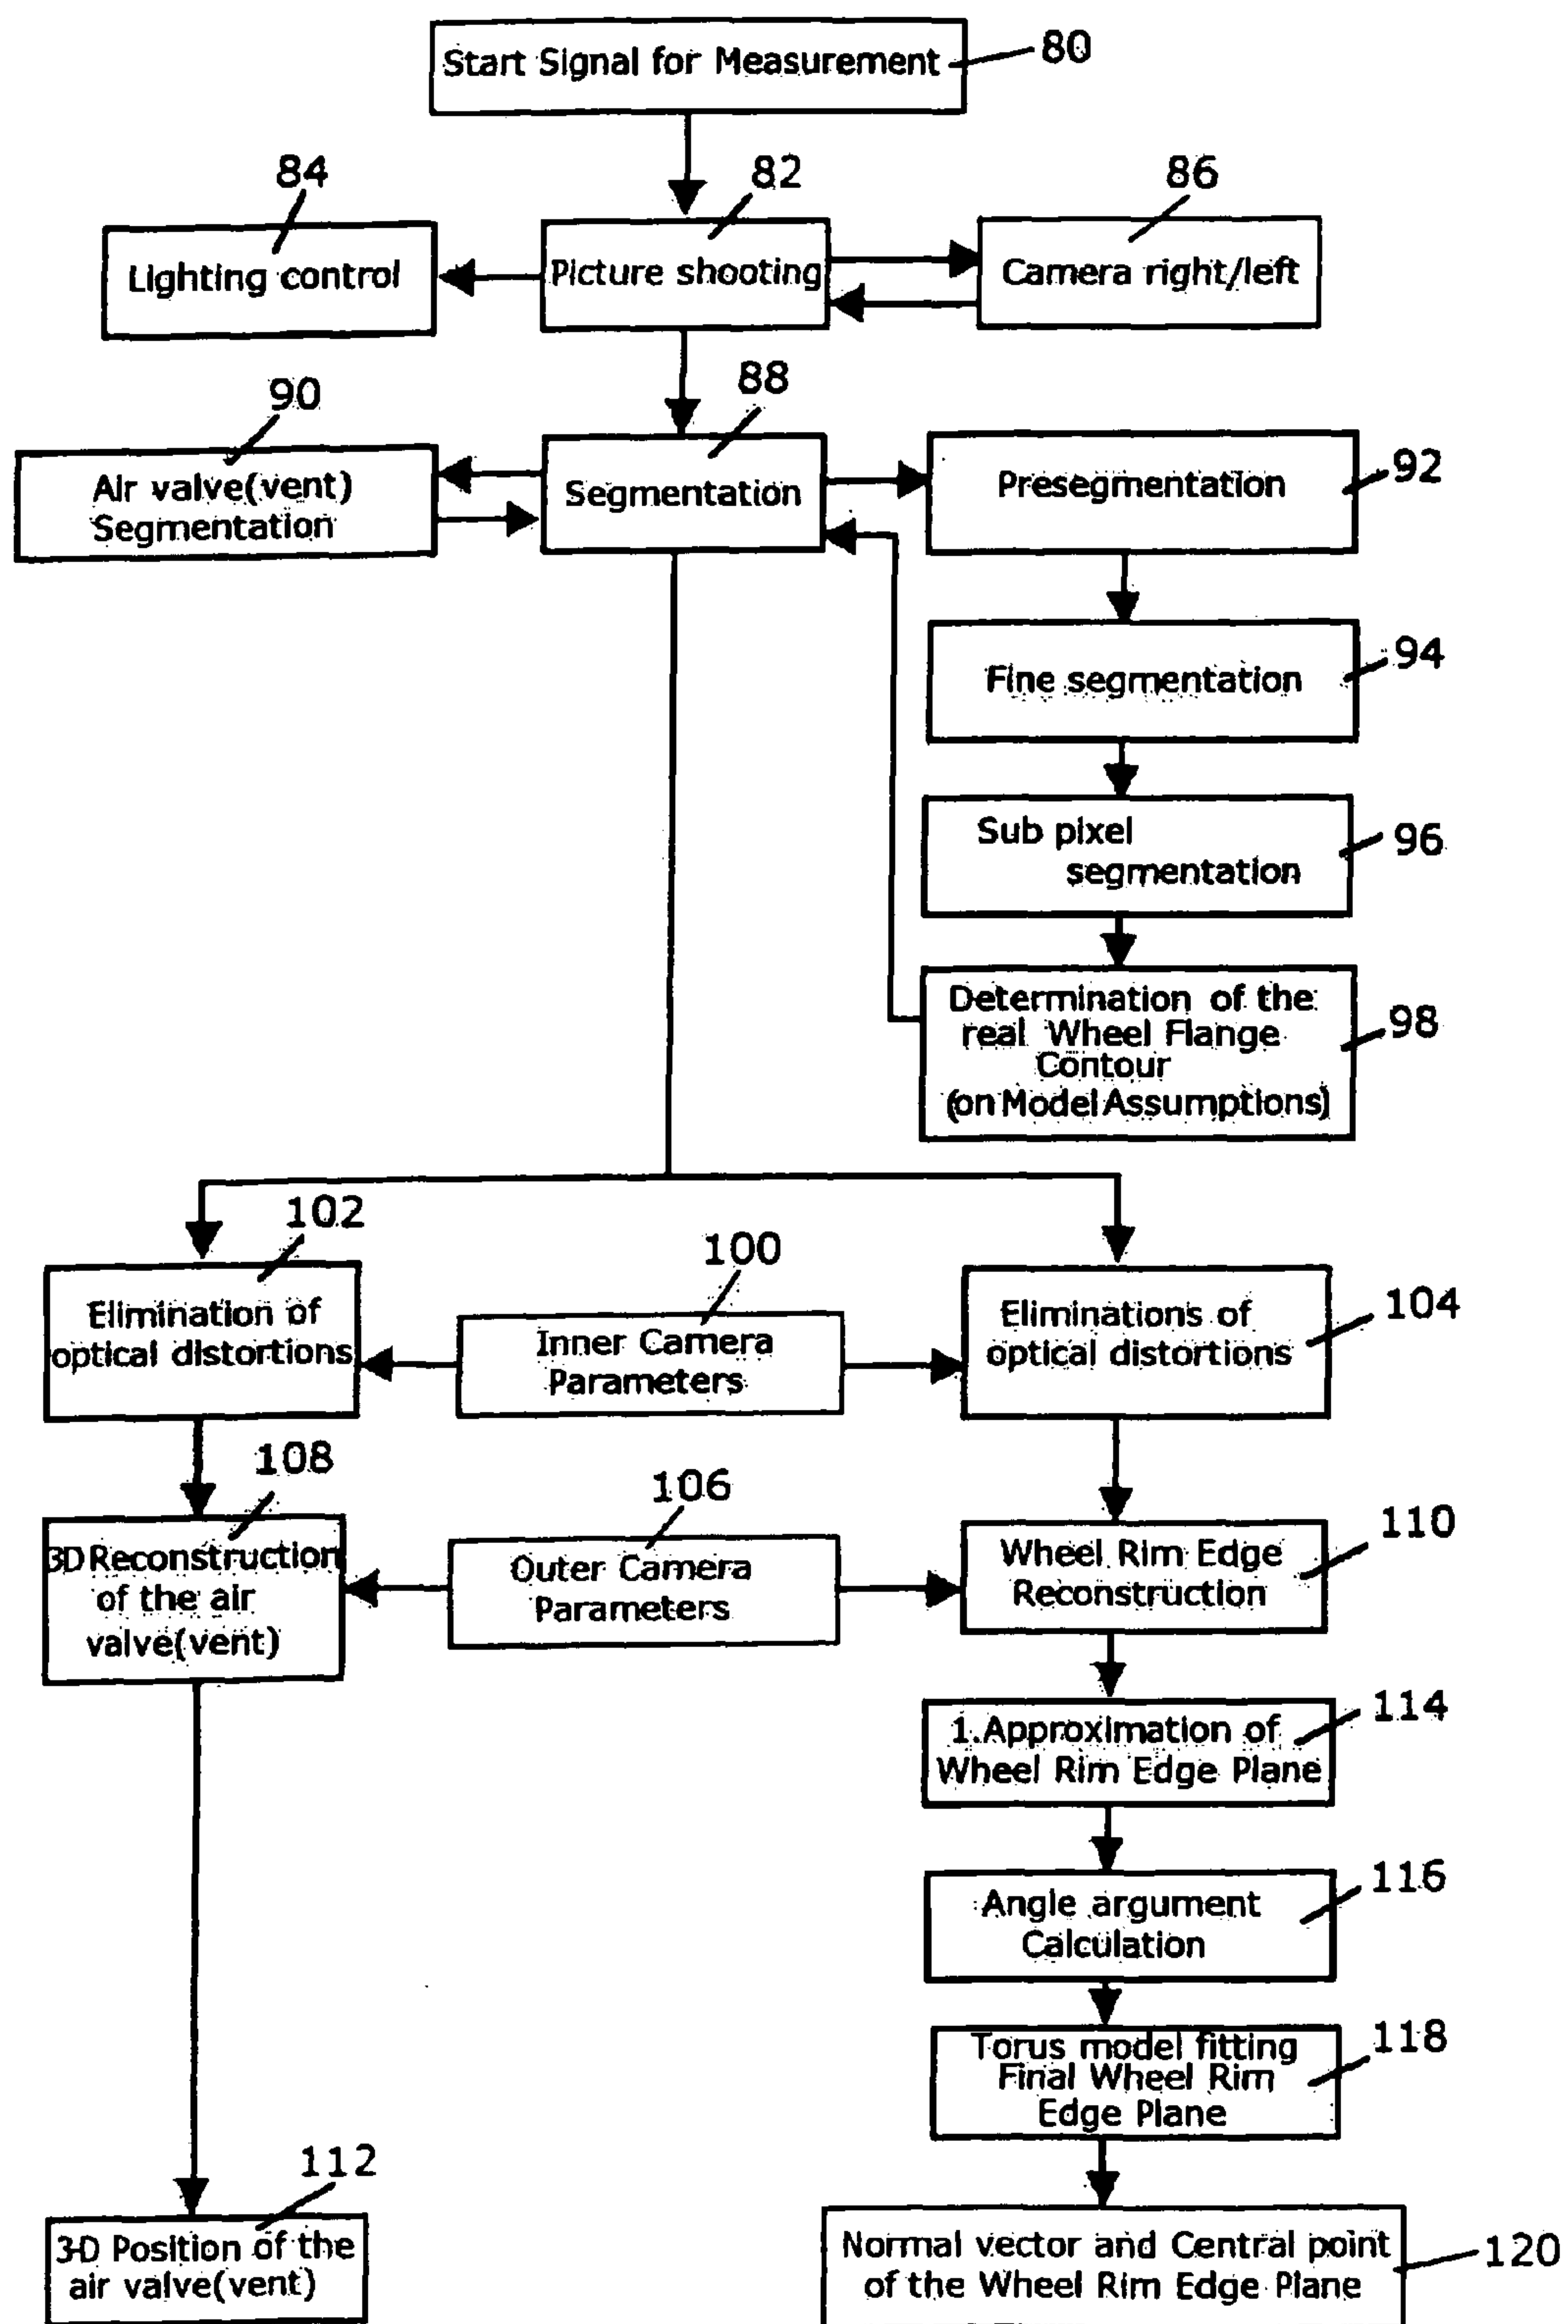 Start Signal for Measurement
80
84
82
86
Lighting control
Picture shooting
Camera right/left
90
88
92
Air valve(vent)
Segmentation
Segmentation
Presegmentation
94
Fine segmentation
96
Sub pixel
segmentation
98
Determination of the
real Wheel Flange
Contour
(on Model Assumptions)
102
100
104
Elimination of
optical distortions
Inner Camera
Parameters
Eliminations of
optical distortions
108
106
110
3D Reconstruction
of the air
valve(vent)
Outer Camera
Parameters
Wheel Rim Edge
Reconstruction
114
1.Approximation of
Wheel Rim Edge Plane
116
Angle argument
Calculation
118
Torus model fitting
Final Wheel Rim
Edge Plane
112
3-D Position of the
air valve(vent)
Normal vector and Central point
of the Wheel Rim Edge Plane
120